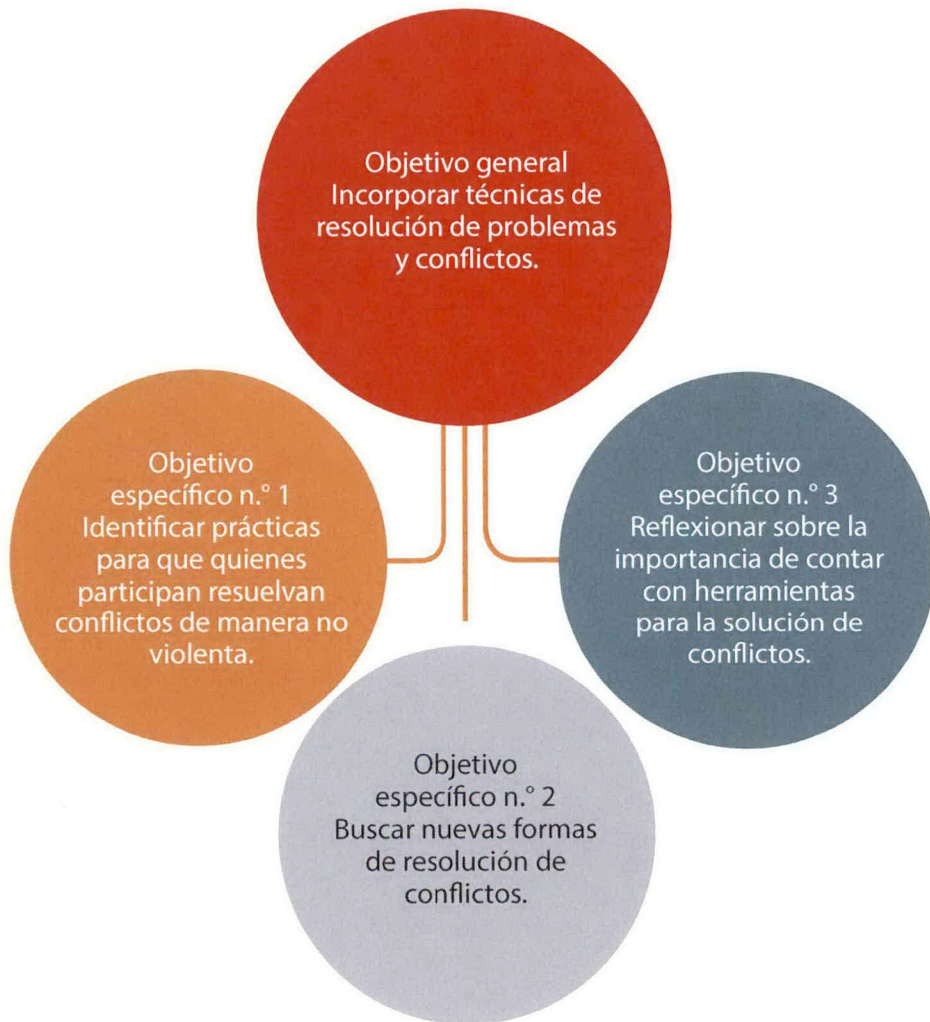 Objetivo general
Incorporar técnicas de
resolución de problemas
y conflictos.
Objetivo
específico n.° 1
Identificar prácticas
para que quienes
participan resuelvan
conflictos de manera no
violenta.
Objetivo
específico n.° 2
Buscar nuevas formas
de resolución de
conflictos.
Objetivo
específico n.° 3
Reflexionar sobre la
importancia de contar
con herramientas
para la solución de
conflictos.